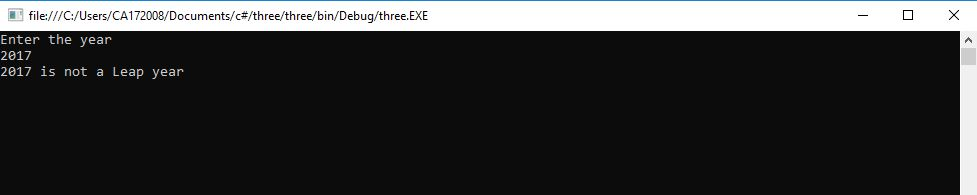 file:///C:/Users/CA172008/Documents/c#/three/three/bin/Debug/three.EXE
Enter the year
2017
2017 is not a Leap year